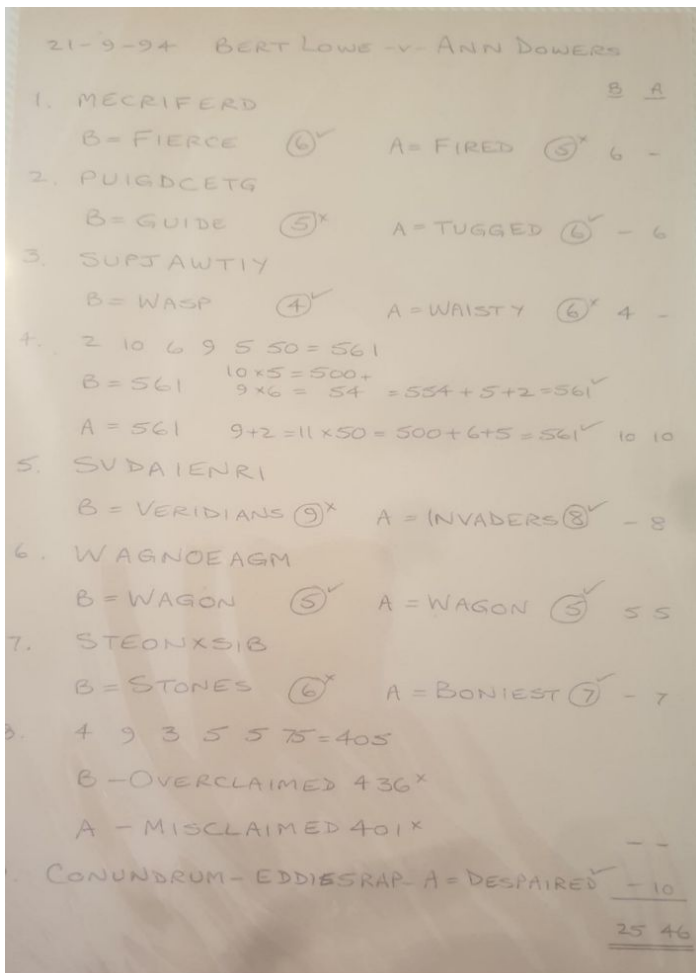 21-9-94 BERT LOWE -v- ANN DOWERS
B A
1. MECRIFERD
B = FIERCE 6✓ A = FIRED 5× 6 -
2. PUIGDCETG
B = GUIDE 5× A = TUGGED 6✓ - 6
3. SUPJAWTIY
B = WASP 4✓ A = WAISTY 6× 4 -
4. 2 10 6 9 5 50 = 561
10 × 5 = 500 +
B = 561 9 × 6 = 54 = 554 + 5 + 2 = 561✓
A = 561 9 + 2 = 11 × 50 = 500 + 6 + 5 = 561✓ 10 10
5. SVDAIENRI
B = VERIDIANS 9× A = INVADERS 8✓ - 8
6. WAGNOEAGM
B = WAGON 5✓ A = WAGON 5✓ 5 5
7. STEONXSIB
B = STONES 6× A = BONIEST 7✓ - 7
4 9 3 5 5 75 = 405
B - OVERCLAIMED 436×
A - MISCLAIMED 401×
- -
CONUNDRUM - EDDIESRAP - A = DESPAIRED✓ - 10
25 46